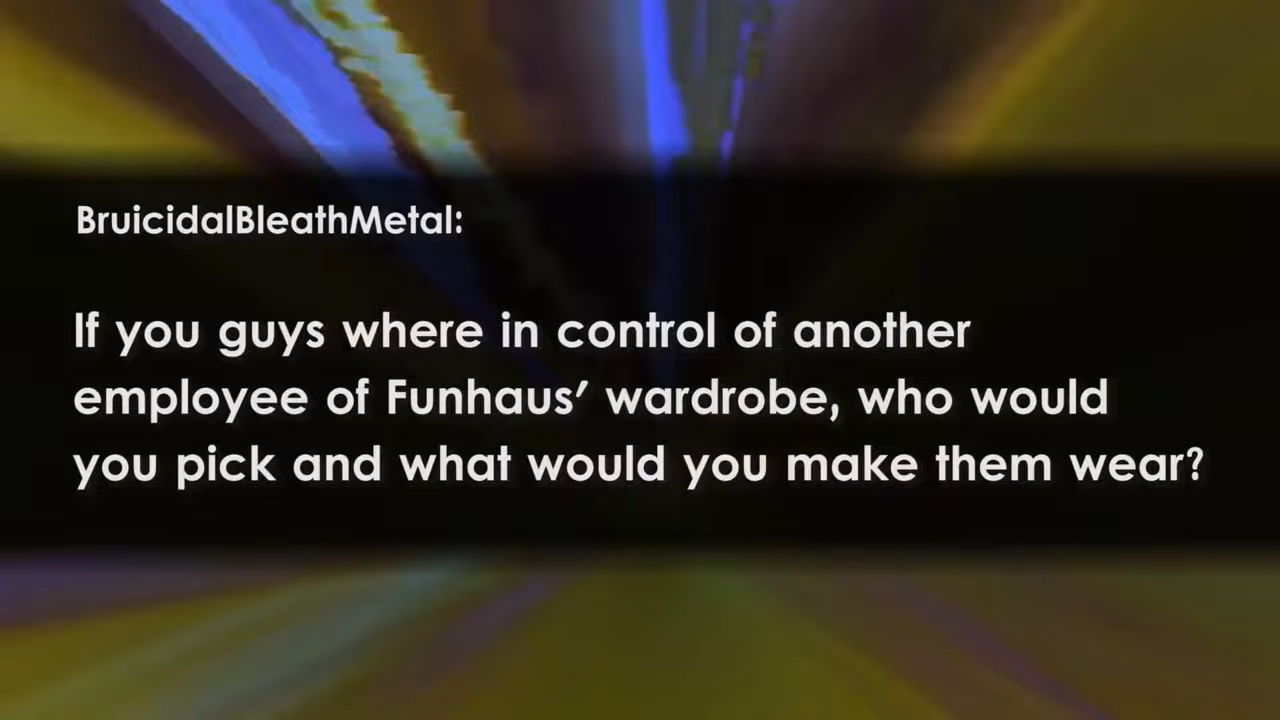 BruicidalBleathMetal:
If you guys where in control of another
employee of Funhaus’ wardrobe, who would
you pick and what would you make them wear?